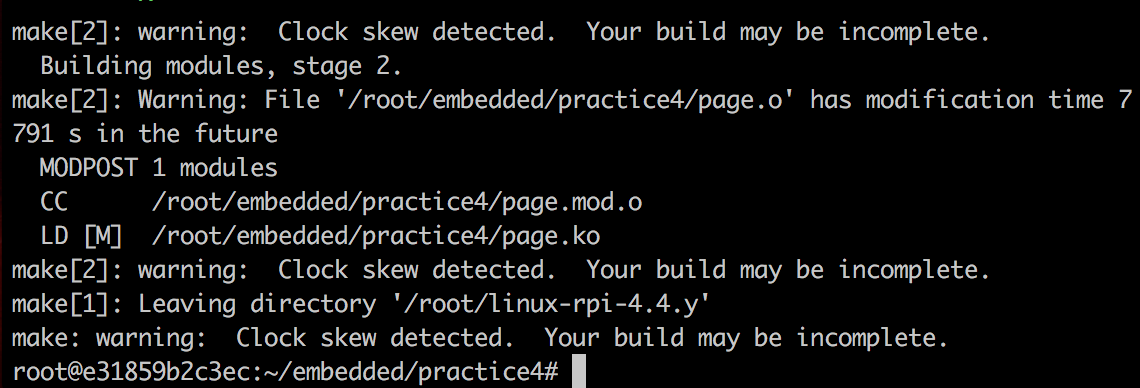 make[2]: warning:  Clock skew detected.  Your build may be incomplete.
  Building modules, stage 2.
make[2]: Warning: File '/root/embedded/practice4/page.o' has modification time 7
791 s in the future
  MODPOST 1 modules
  CC      /root/embedded/practice4/page.mod.o
  LD [M]  /root/embedded/practice4/page.ko
make[2]: warning:  Clock skew detected.  Your build may be incomplete.
make[1]: Leaving directory '/root/linux-rpi-4.4.y'
make: warning:  Clock skew detected.  Your build may be incomplete.
root@e31859b2c3ec:~/embedded/practice4#